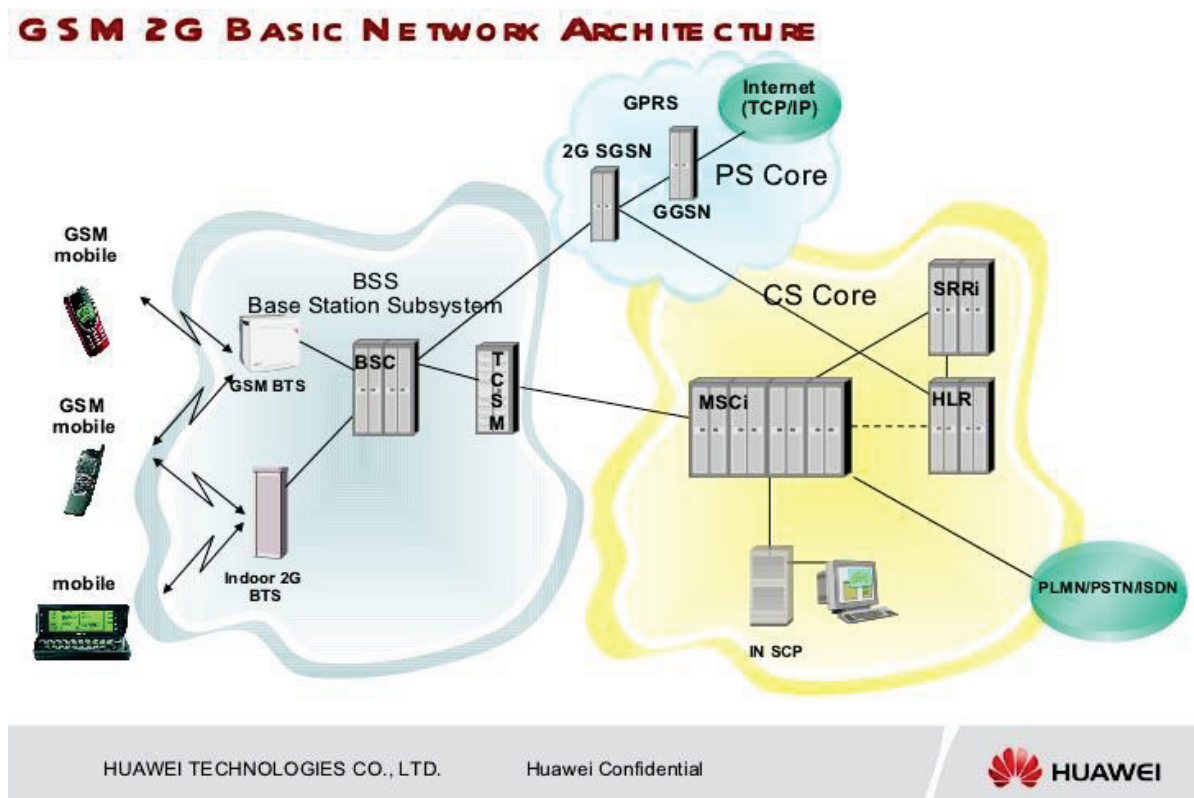 GSM 2G BASIC NETWORK ARCHITECTURE
Internet
(TCP/IP)
GPRS
2G SGSN
PS Core
GGSN
GSM
mobile
BSS
Base Station Subsystem
CS Core
SRRi
BSC
TCSM
GSM BTS
GSM
mobile
MSCi
HLR
mobile
Indoor 2G
BTS
PLMN/PSTN/ISDN
IN SCP
HUAWEI TECHNOLOGIES CO., LTD.
Huawei Confidential
HUAWEI